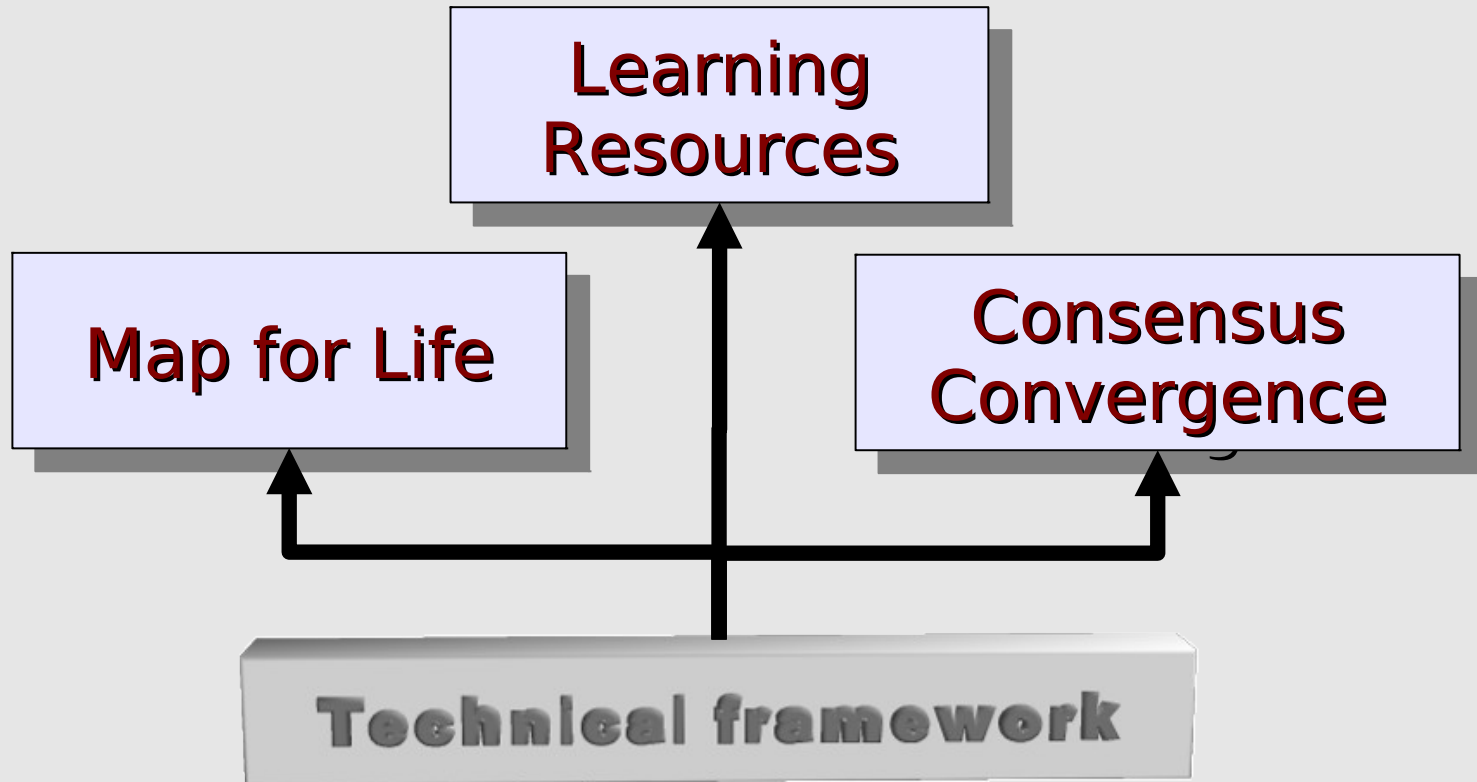 Learning
Resources
Map for Life
Consensus
Convergence
Technical framework